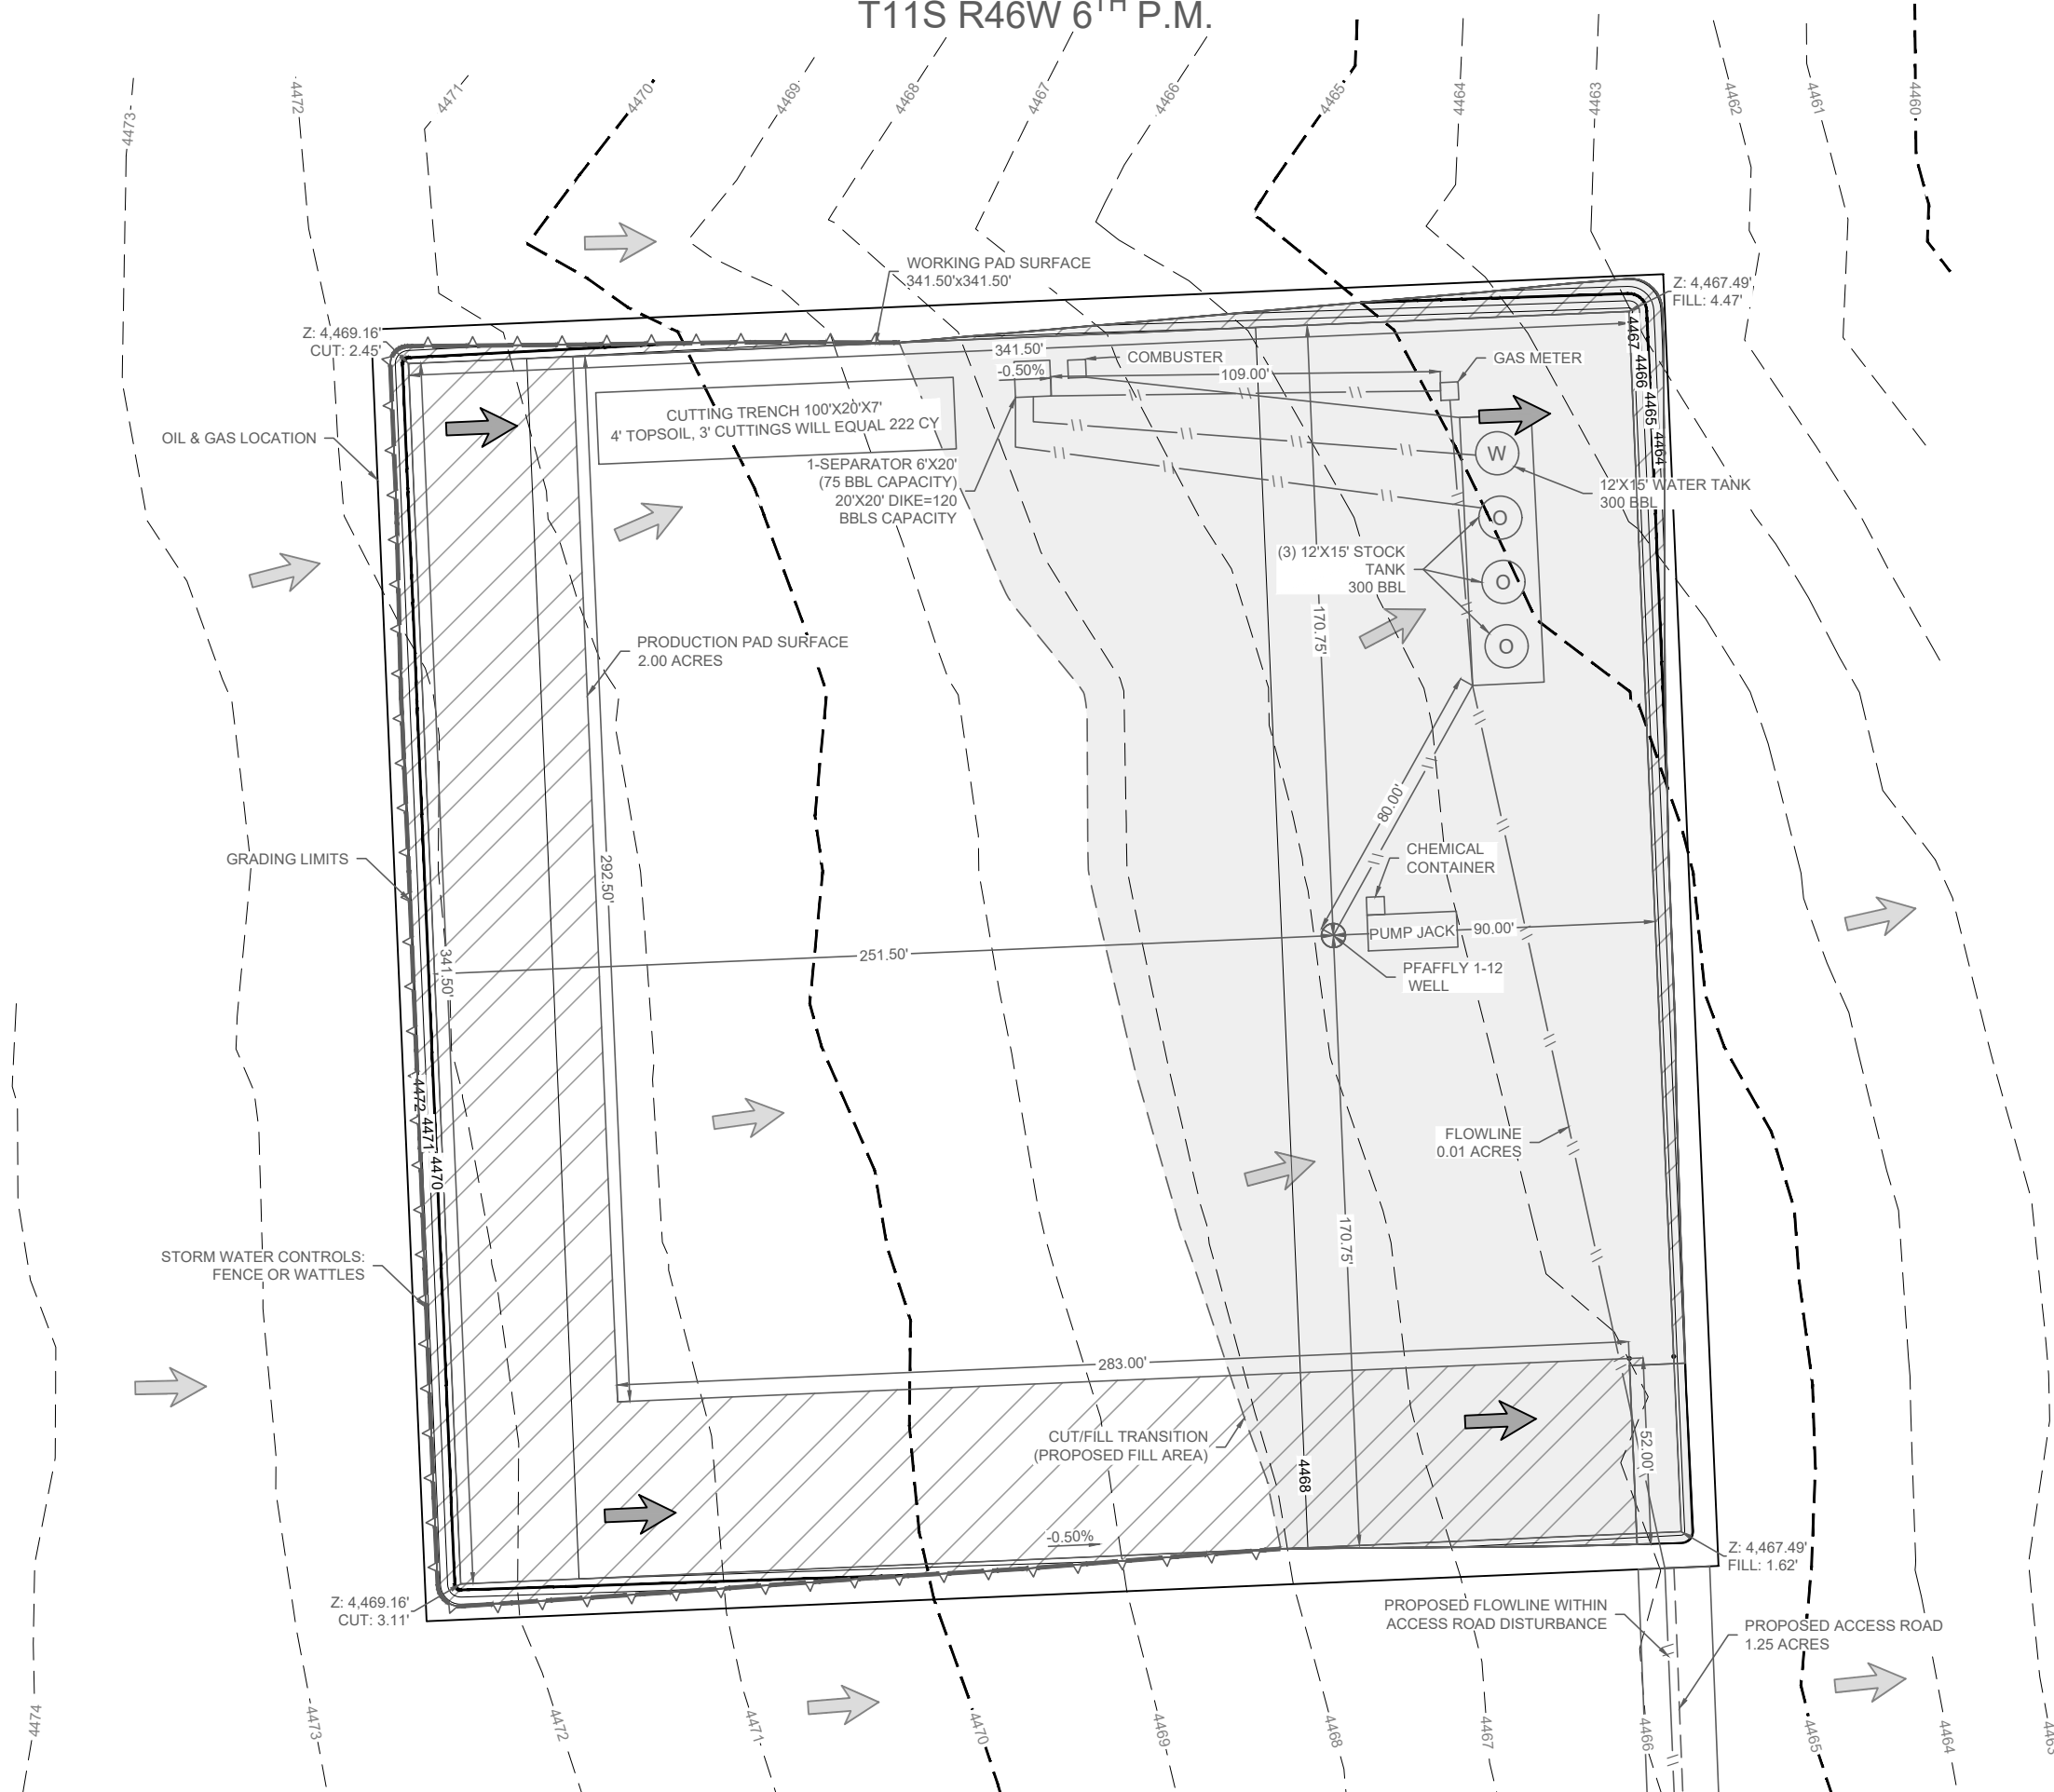 T11S R46W 6TH P.M.
4473
4472
4471
4470
4469
4468
4467
4466
4465
4464
4463
4462
4461
4460
WORKING PAD SURFACE
341.50'x341.50'
Z: 4,467.49'
FILL: 4.47'
Z: 4,469.16'
CUT: 2.45'
341.50'
-0.50%
COMBUSTER
109.00'
GAS METER
4467
4466
4465
4464
CUTTING TRENCH 100'X20'X7'
4' TOPSOIL, 3' CUTTINGS WILL EQUAL 222 CY
OIL & GAS LOCATION
1-SEPARATOR 6'X20'
(75 BBL CAPACITY)
20'X20' DIKE=120
BBLS CAPACITY
W
O
O
O
12'X15' WATER TANK
300 BBL
(3) 12'X15' STOCK
TANK
300 BBL
170.75'
PRODUCTION PAD SURFACE
2.00 ACRES
80.00'
GRADING LIMITS
292.50'
CHEMICAL
CONTAINER
PUMP JACK
90.00'
251.50'
341.50'
PFAFFLY 1-12
WELL
4472
4471
4470
FLOWLINE
0.01 ACRES
170.75'
STORM WATER CONTROLS:
FENCE OR WATTLES
283.00'
CUT/FILL TRANSITION
(PROPOSED FILL AREA)
4468
52.00'
-0.50%
Z: 4,467.49'
FILL: 1.62'
Z: 4,469.16'
CUT: 3.11'
PROPOSED FLOWLINE WITHIN
ACCESS ROAD DISTURBANCE
PROPOSED ACCESS ROAD
1.25 ACRES
4474
4473
4472
4471
4470
4469
4468
4467
4466
4465
4464
4463